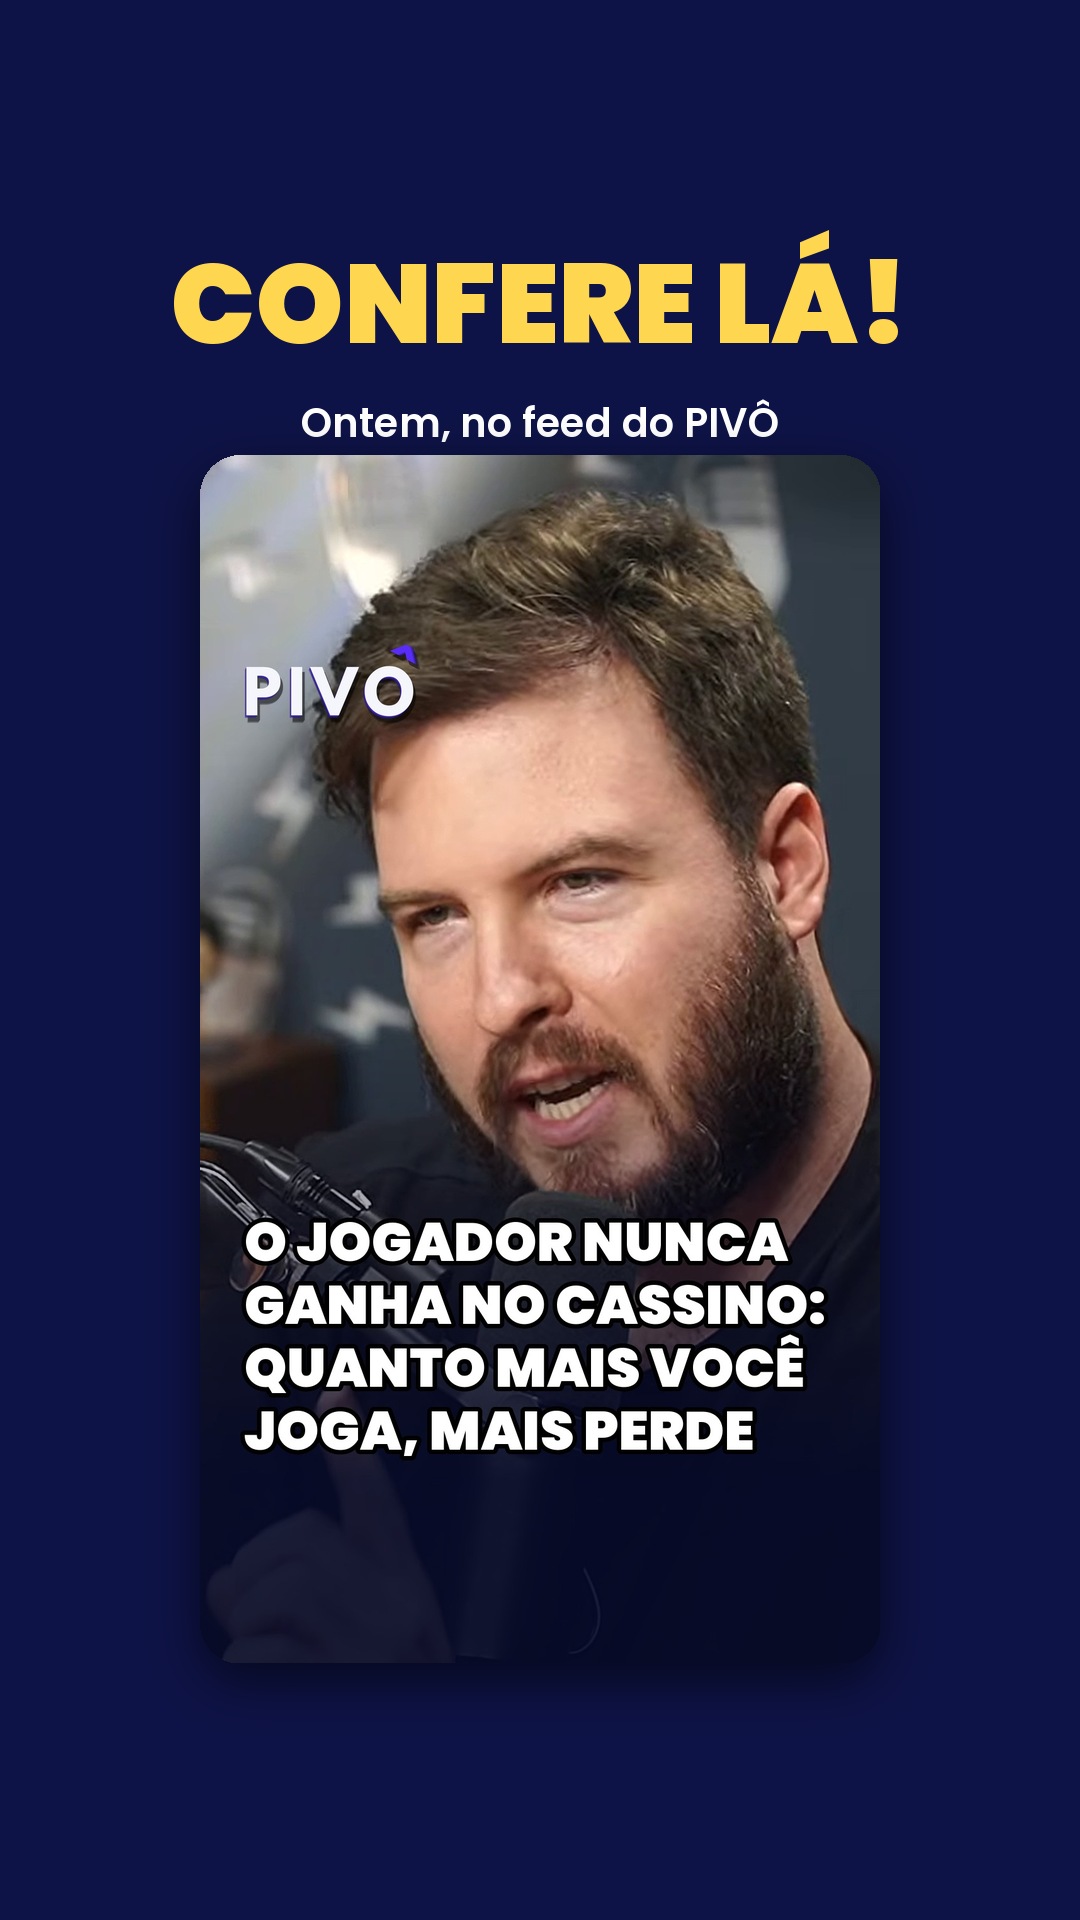 CONFERE LÁ!
Ontem, no feed do PIVÔ
PIVÔ
O JOGADOR NUNCA
GANHA NO CASSINO:
QUANTO MAIS VOCÊ
JOGA, MAIS PERDE